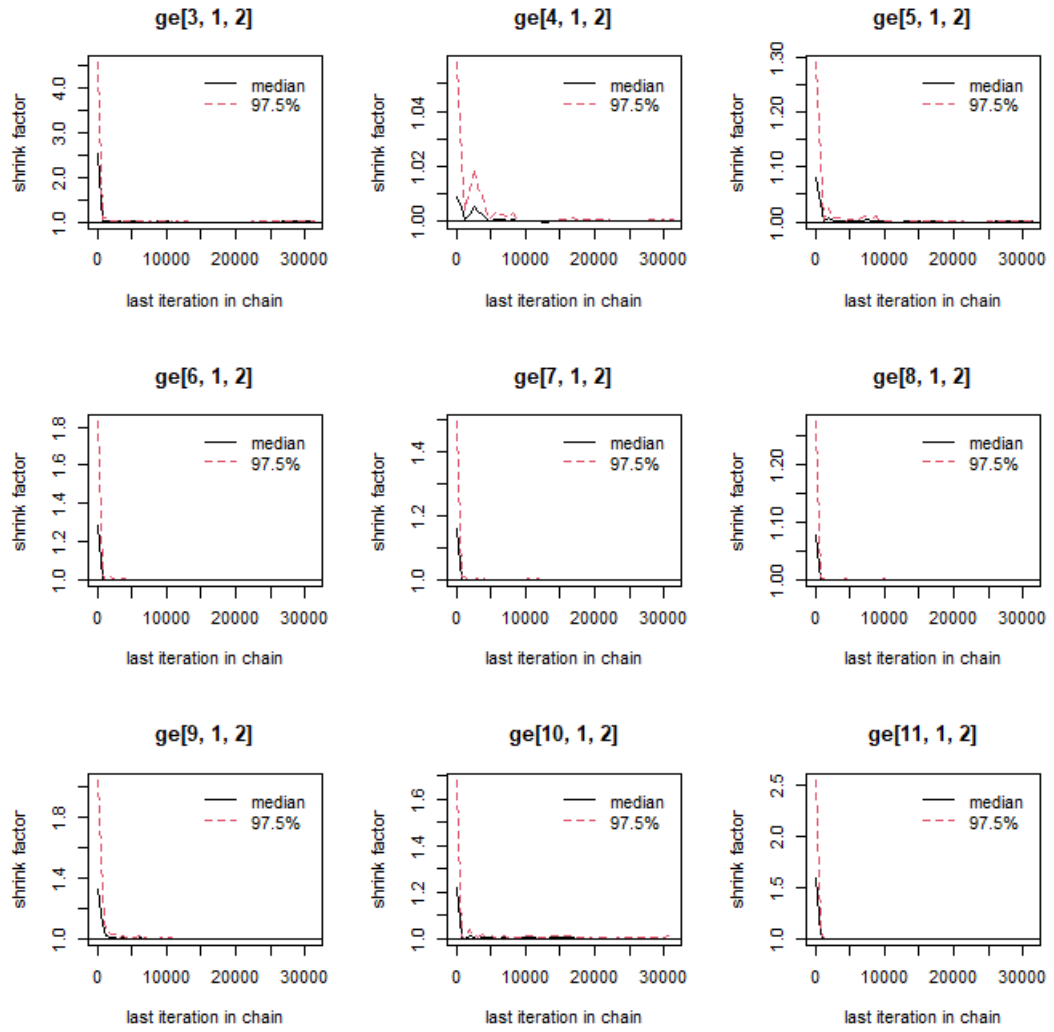 ge[3, 1, 2]
shrink factor
1.0 2.0 3.0 4.0
median
97.5%
0 10000 20000 30000
last iteration in chain
ge[4, 1, 2]
shrink factor
1.00 1.02 1.04
median
97.5%
0 10000 20000 30000
last iteration in chain
ge[5, 1, 2]
shrink factor
1.00 1.10 1.20 1.30
median
97.5%
0 10000 20000 30000
last iteration in chain
ge[6, 1, 2]
shrink factor
1.0 1.2 1.4 1.6 1.8
median
97.5%
0 10000 20000 30000
last iteration in chain
ge[7, 1, 2]
shrink factor
1.0 1.2 1.4
median
97.5%
0 10000 20000 30000
last iteration in chain
ge[8, 1, 2]
shrink factor
1.00 1.10 1.20
median
97.5%
0 10000 20000 30000
last iteration in chain
ge[9, 1, 2]
shrink factor
1.0 1.4 1.8
median
97.5%
0 10000 20000 30000
last iteration in chain
ge[10, 1, 2]
shrink factor
1.0 1.2 1.4 1.6
median
97.5%
0 10000 20000 30000
last iteration in chain
ge[11, 1, 2]
shrink factor
1.0 1.5 2.0 2.5
median
97.5%
0 10000 20000 30000
last iteration in chain